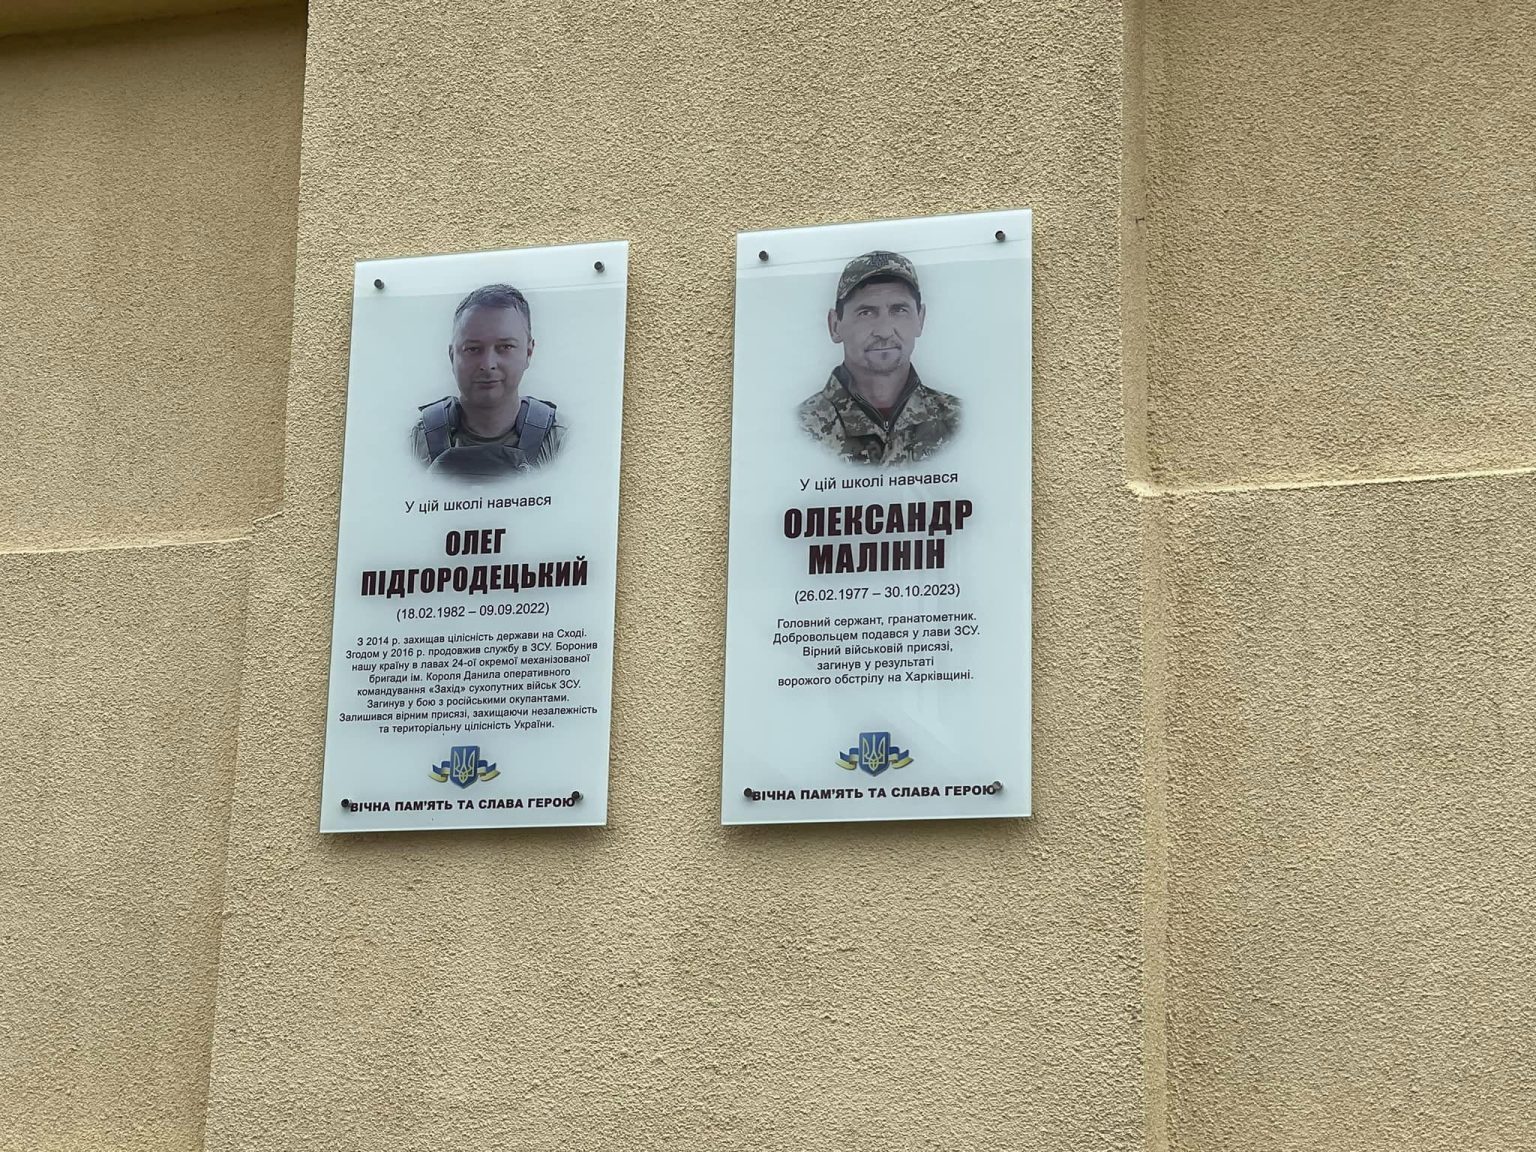 У цій школі навчався
ОЛЕГ
ПІДГОРОДЕЦЬКИЙ
(18.02.1982 – 09.09.2022)
З 2014 р. захищав цілісність держави на Сході.
Згодом у 2016 р. продовжив службу в ЗСУ. Боронив
нашу країну в лавах 24-ої окремої механізованої
бригади ім. Короля Данила оперативного
командування «Захід» сухопутних військ ЗСУ.
Загинув у бою з російськими окупантами.
Залишився вірним присязі, захищаючи незалежність
та територіальну цілісність України.
ВІЧНА ПАМ'ЯТЬ ТА СЛАВА ГЕРОЮ
У цій школі навчався
ОЛЕКСАНДР
МАЛІНІН
(26.02.1977 – 30.10.2023)
Головний сержант, гранатометник.
Добровольцем подався у лави ЗСУ.
Вірний військовій присязі,
загинув у результаті
ворожого обстрілу на Харківщині.
ВІЧНА ПАМ'ЯТЬ ТА СЛАВА ГЕРОЮ